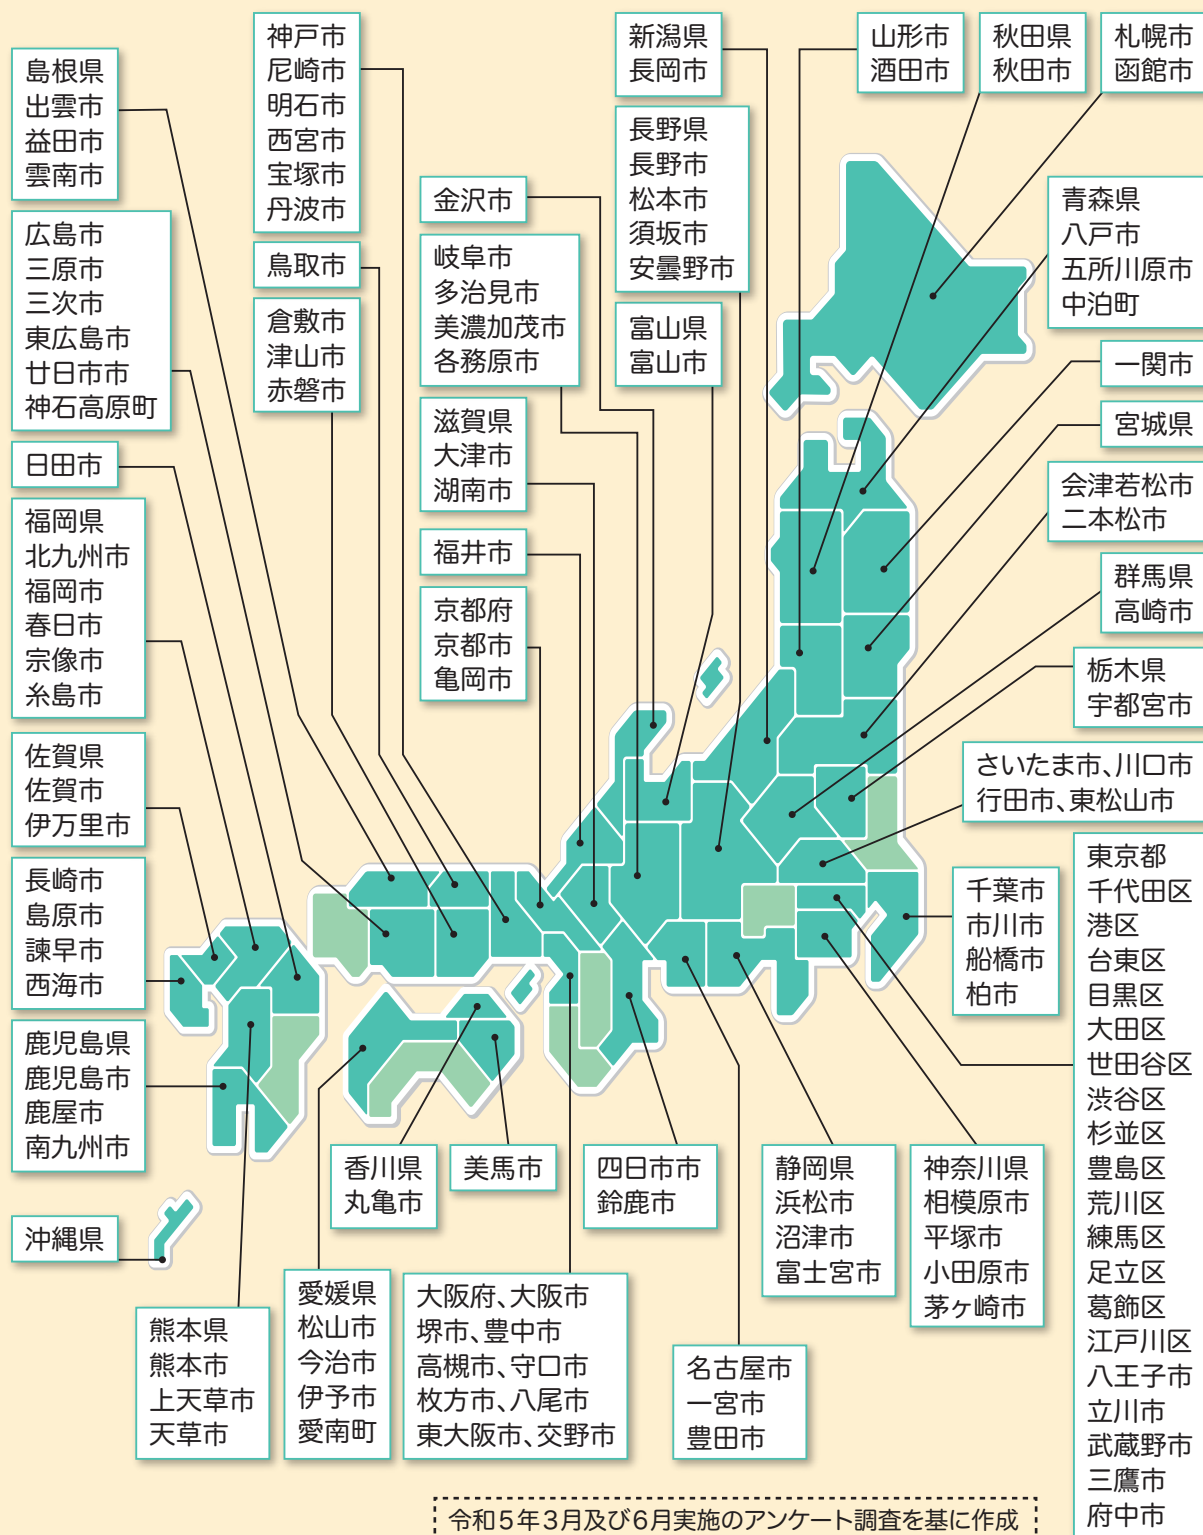 島根県
出雲市
益田市
雲南市
広島市
三原市
三次市
東広島市
廿日市市
神石高原町
日田市
福岡県
北九州市
福岡市
春日市
宗像市
糸島市
佐賀県
佐賀市
伊万里市
長崎市
島原市
諫早市
西海市
鹿児島県
鹿児島市
鹿屋市
南九州市
沖縄県
神戸市
尼崎市
明石市
西宮市
宝塚市
丹波市
鳥取市
倉敷市
津山市
赤磐市
金沢市
岐阜市
多治見市
美濃加茂市
各務原市
滋賀県
大津市
湖南市
福井市
京都府
京都市
亀岡市
新潟県
長岡市
長野県
長野市
松本市
須坂市
安曇野市
富山県
富山市
山形市
酒田市
秋田県
秋田市
札幌市
函館市
青森県
八戸市
五所川原市
中泊町
一関市
宮城県
会津若松市
二本松市
群馬県
高崎市
栃木県
宇都宮市
さいたま市、川口市
行田市、東松山市
千葉市
市川市
船橋市
柏市
東京都
千代田区
港区
台東区
目黒区
大田区
世田谷区
渋谷区
杉並区
豊島区
荒川区
練馬区
足立区
葛飾区
江戸川区
八王子市
立川市
武蔵野市
三鷹市
府中市
熊本県
熊本市
上天草市
天草市
香川県
丸亀市
美馬市
愛媛県
松山市
今治市
伊予市
愛南町
大阪府、大阪市
堺市、豊中市
高槻市、守口市
枚方市、八尾市
東大阪市、交野市
四日市市
鈴鹿市
名古屋市
一宮市
豊田市
静岡県
浜松市
沼津市
富士宮市
神奈川県
相模原市
平塚市
小田原市
茅ヶ崎市
令和5年3月及び6月実施のアンケート調査を基に作成